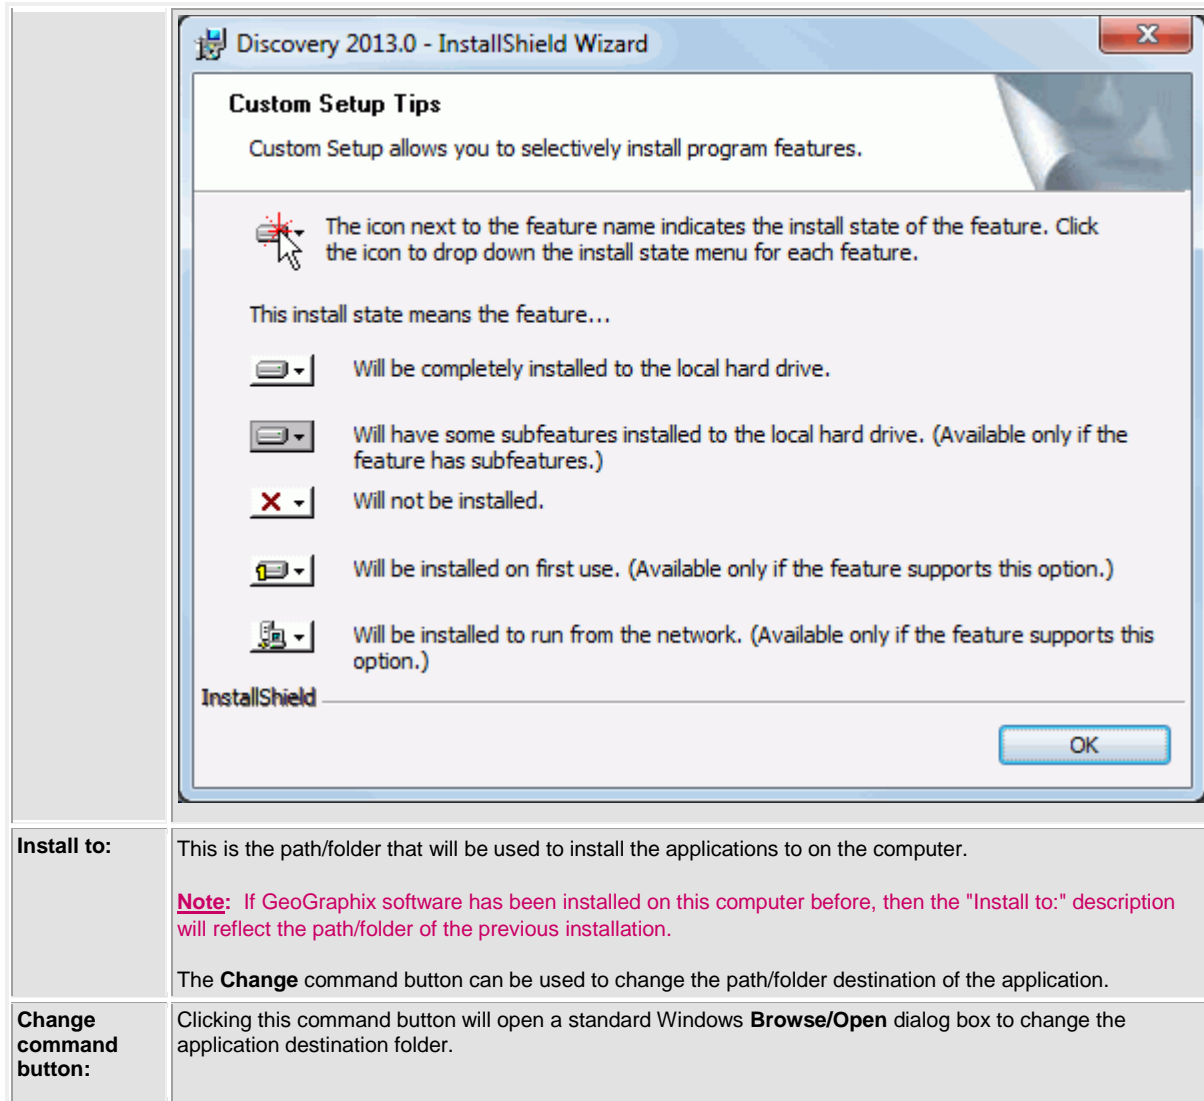 Discovery 2013.0 - InstallShield Wizard
Custom Setup Tips
Custom Setup allows you to selectively install program features.
The icon next to the feature name indicates the install state of the feature. Click
the icon to drop down the install state menu for each feature.
This install state means the feature...
Will be completely installed to the local hard drive.
Will have some subfeatures installed to the local hard drive. (Available only if the
feature has subfeatures.)
Will not be installed.
Will be installed on first use. (Available only if the feature supports this option.)
Will be installed to run from the network. (Available only if the feature supports this
option.)
InstallShield
OK
Install to:
This is the path/folder that will be used to install the applications to on the computer.
Note: If GeoGraphix software has been installed on this computer before, then the "Install to:" description
will reflect the path/folder of the previous installation.
The Change command button can be used to change the path/folder destination of the application.
Change
command
button:
Clicking this command button will open a standard Windows Browse/Open dialog box to change the
application destination folder.